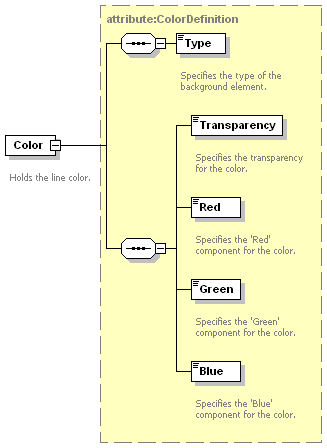 attribute:ColorDefinition
Type
Specifies the type of the
background element.
Color
Holds the line color.
Transparency
Specifies the transparency
for the color.
Red
Specifies the 'Red'
component for the color.
Green
Specifies the 'Green'
component for the color.
Blue
Specifies the 'Blue'
component for the color.